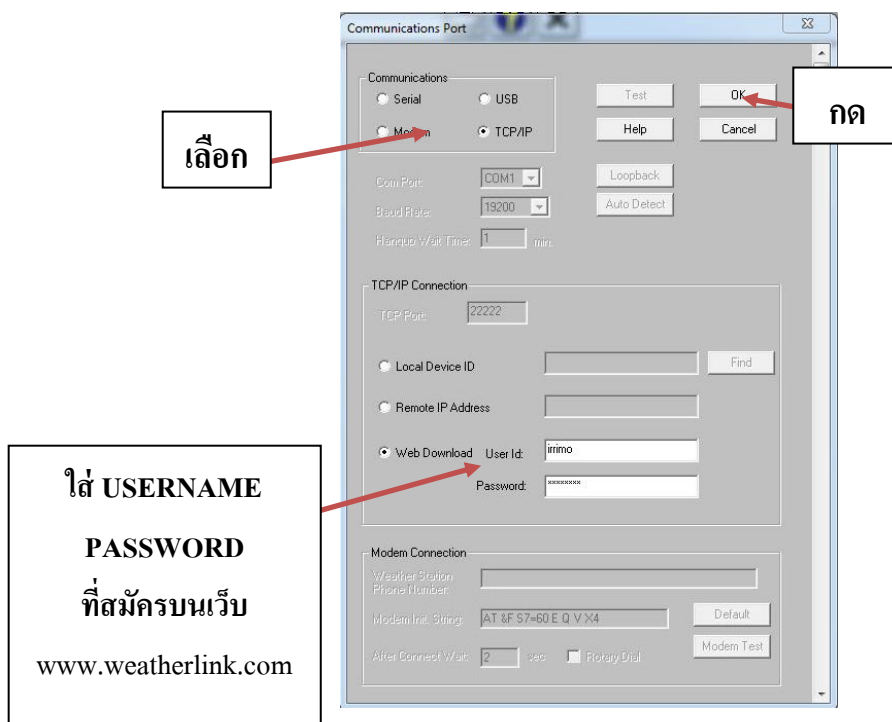 Communications Port
Communications
Serial
USB
Test
OK
Modem
TCP/IP
Help
Cancel
เลือก
กด
Com Port:
COM1
Loopback
Baud Rate:
19200
Auto Detect
Hangup Wait Time:
1
min.
TCP/IP Connection
TCP Port:
22222
Local Device ID
Find
Remote IP Address
Web Download
User Id:
irrimo
Password:
********
ใส่ USERNAME
PASSWORD
ที่สมัครบนเว็บ
www.weatherlink.com
Modem Connection
Weather Station
Phone Number:
Modem Init. String:
AT &F S7=60 E Q V X4
Default
After Connect Wait:
2
sec
Rotary Dial
Modem Test